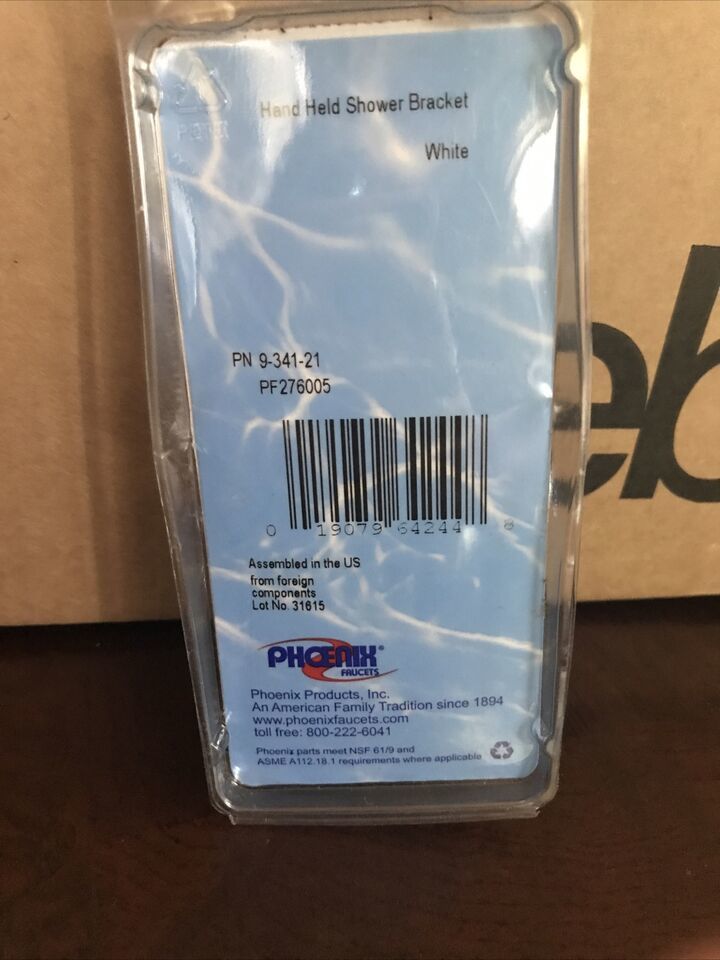 Hand Held Shower Bracket
White
PN 9-341-21
PF276005
0 19079 64244 8
Assembled in the US
from foreign
components
Lot No. 31615
PHOENIX®
FAUCETS
Phoenix Products, Inc.
An American Family Tradition since 1894
www.phoenixfaucets.com
toll free: 800-222-6041
Phoenix parts meet NSF 61/9 and
ASME A112.18.1 requirements where applicable
eb